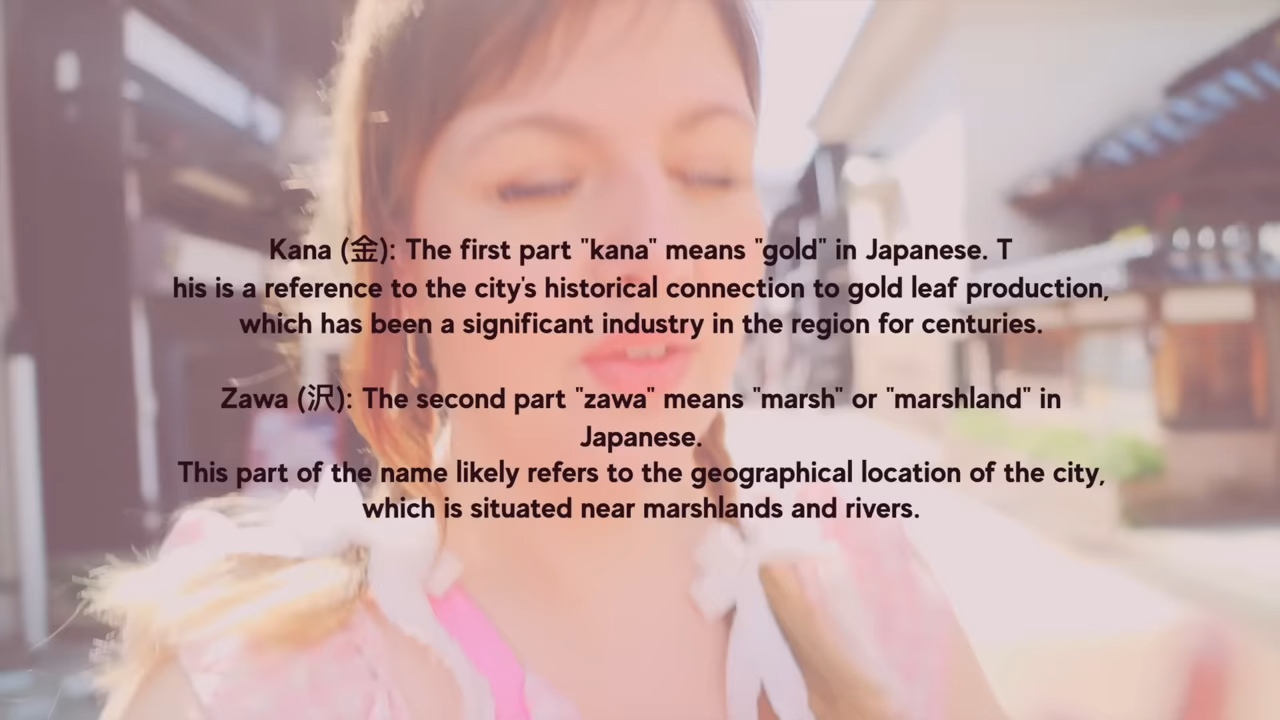 Kana (金): The first part "kana" means "gold" in Japanese. T
his is a reference to the city's historical connection to gold leaf production,
which has been a significant industry in the region for centuries.
Zawa (沢): The second part "zawa" means "marsh" or "marshland" in
Japanese.
This part of the name likely refers to the geographical location of the city,
which is situated near marshlands and rivers.